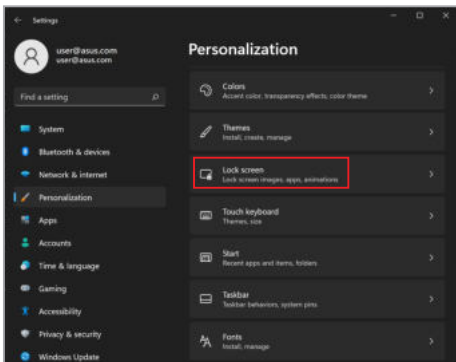 Settings
user@asus.com
user@asus.com
Find a setting
System
Bluetooth & devices
Network & internet
Personalization
Apps
Accounts
Time & language
Gaming
Accessibility
Privacy & security
Windows Update
Personalization
Colors
Accent color, transparency effects, color theme
Themes
Install, create, manage
Lock screen
Lock screen images, apps, animations
Touch keyboard
Themes, size
Start
Recent apps and items, folders
Taskbar
Taskbar behaviors, system pins
Fonts
Install, manage